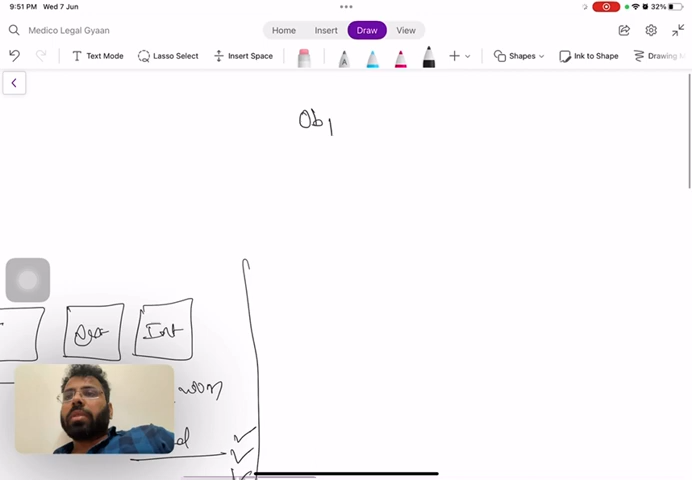 9:51 PM Wed 7 Jun
32%
Medico Legal Gyaan
Home Insert Draw View
Text Mode Lasso Select Insert Space Shapes Ink to Shape Drawing
Ob
Int